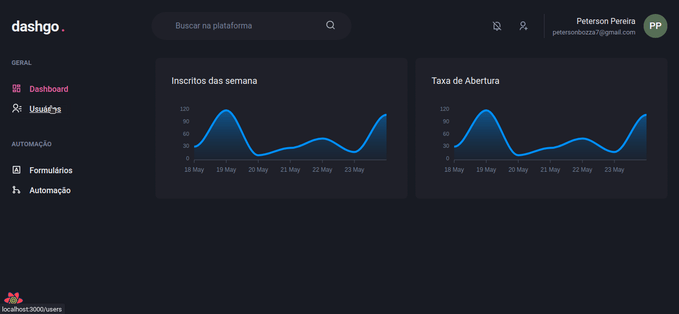 dashgo.
Buscar na plataforma
Peterson Pereira
petersonbozza7@gmail.com
PP
GERAL
Dashboard
Usuários
AUTOMAÇÃO
Formulários
Automação
Inscritos das semana
120
90
60
30
0
18 May 19 May 20 May 21 May 22 May 23 May
Taxa de Abertura
120
90
60
30
0
18 May 19 May 20 May 21 May 22 May 23 May
localhost:3000/users